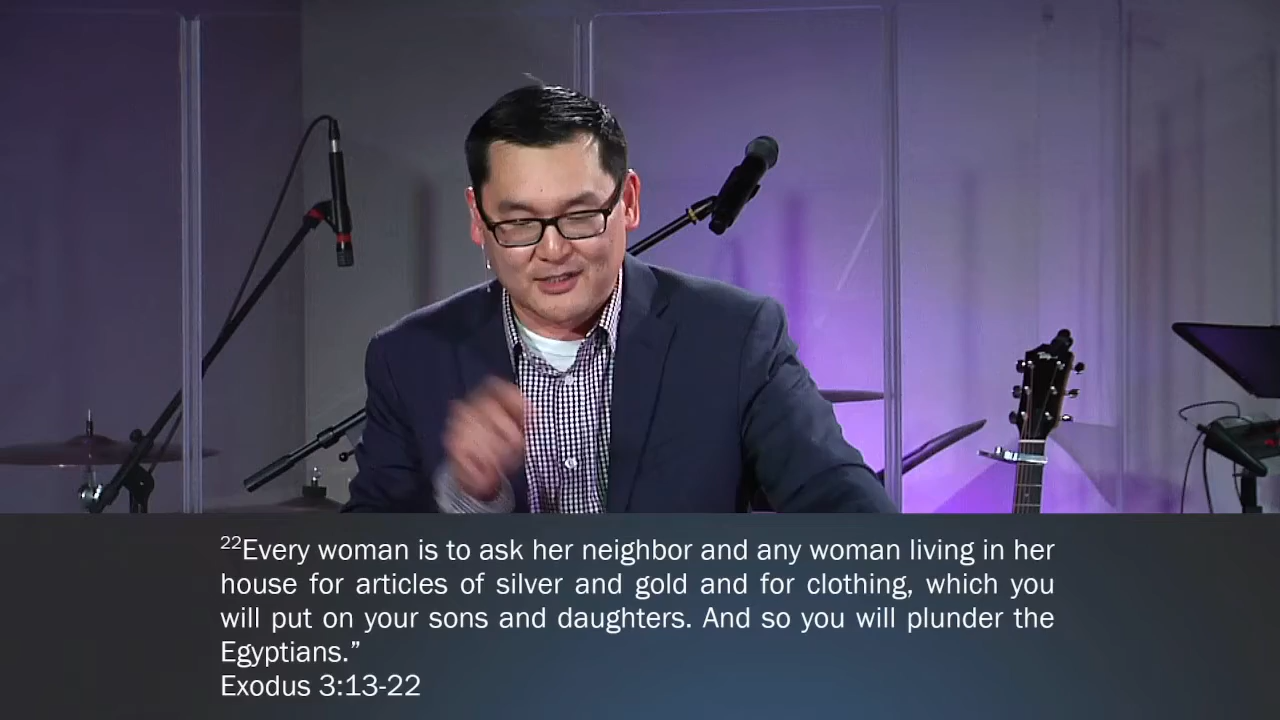 ²²Every woman is to ask her neighbor and any woman living in her
house for articles of silver and gold and for clothing, which you
will put on your sons and daughters. And so you will plunder the
Egyptians.”
Exodus 3:13-22